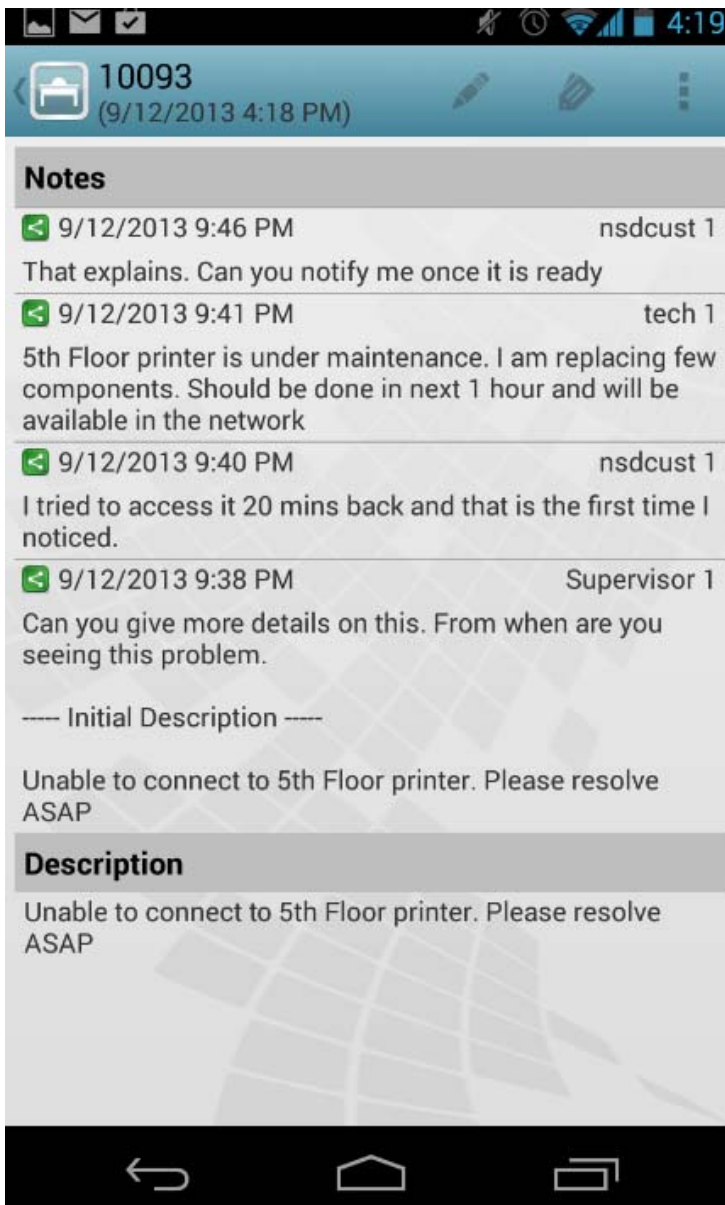 4:19
10093
(9/12/2013 4:18 PM)
Notes
9/12/2013 9:46 PM nsdcust 1
That explains. Can you notify me once it is ready
9/12/2013 9:41 PM tech 1
5th Floor printer is under maintenance. I am replacing few
components. Should be done in next 1 hour and will be
available in the network
9/12/2013 9:40 PM nsdcust 1
I tried to access it 20 mins back and that is the first time I
noticed.
9/12/2013 9:38 PM Supervisor 1
Can you give more details on this. From when are you
seeing this problem.
----- Initial Description -----
Unable to connect to 5th Floor printer. Please resolve
ASAP
Description
Unable to connect to 5th Floor printer. Please resolve
ASAP